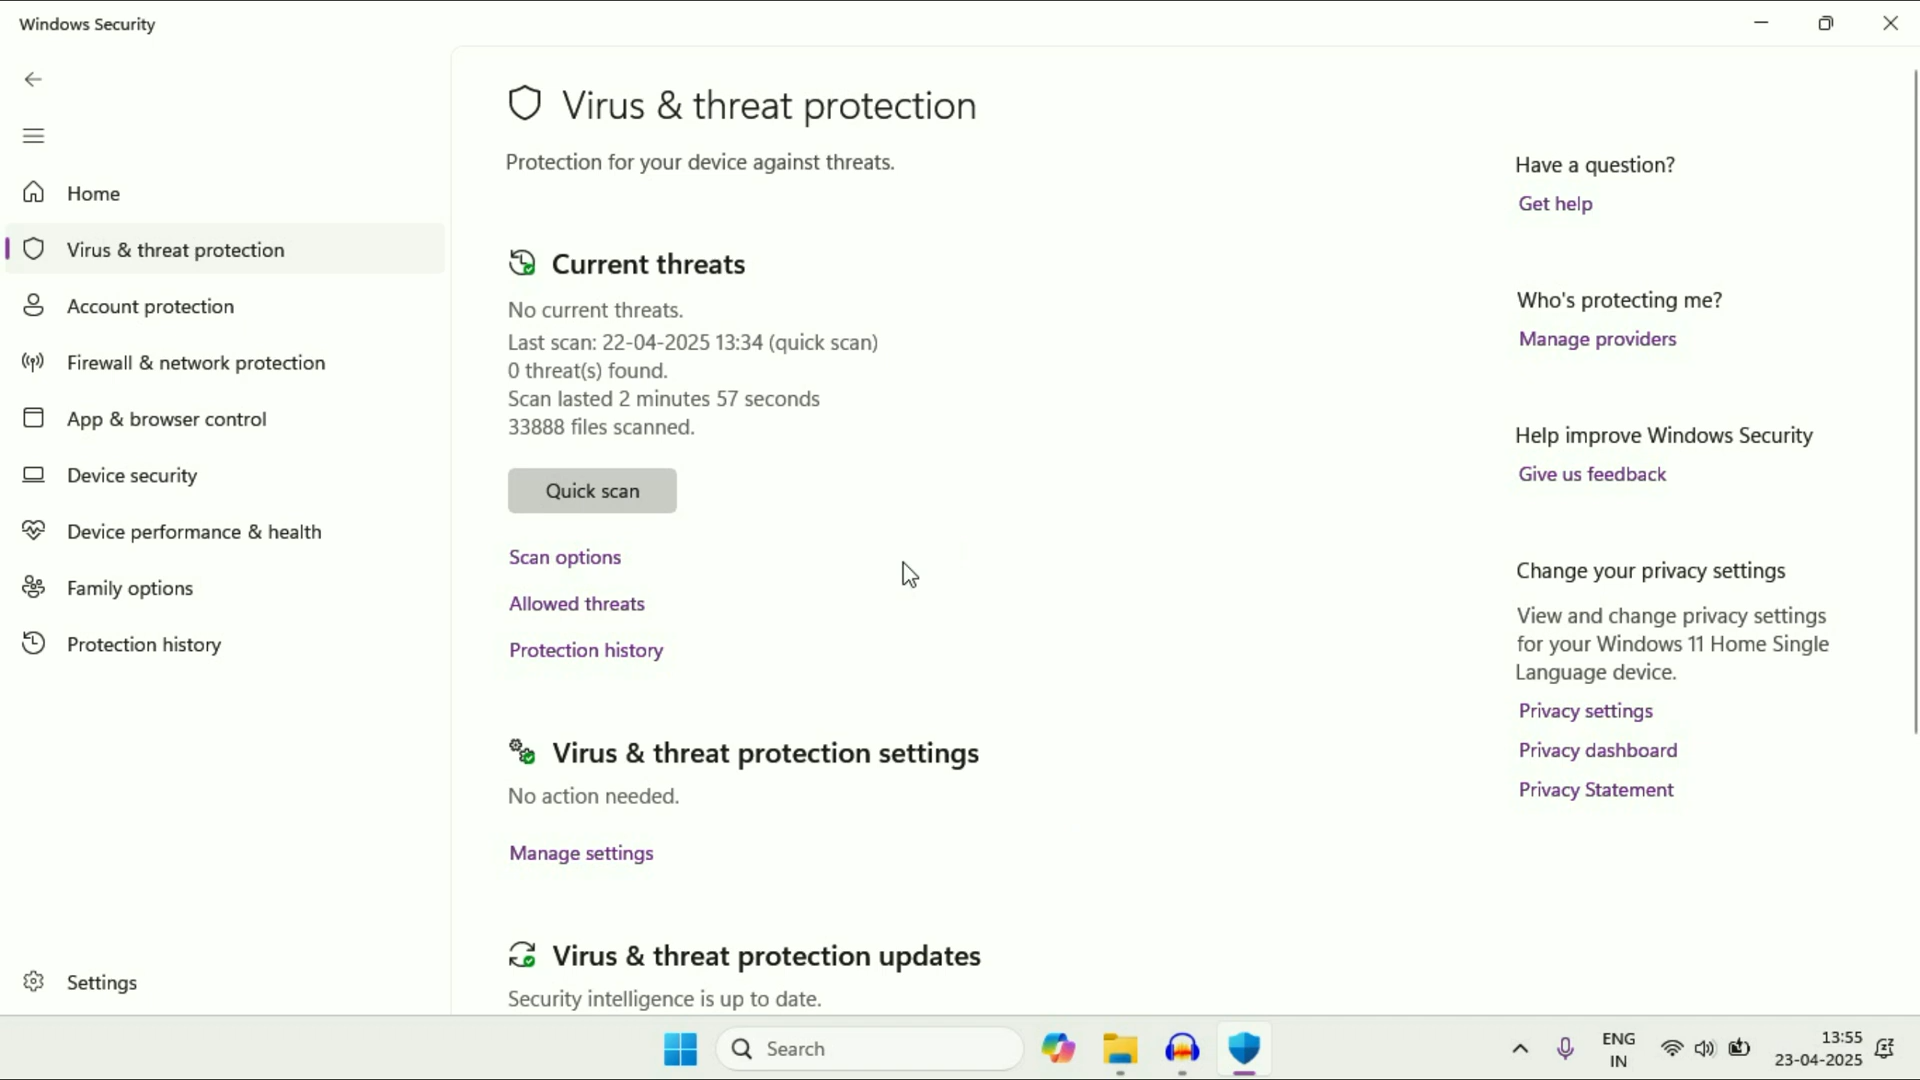 Windows Security
Home
Virus & threat protection
Account protection
Firewall & network protection
App & browser control
Device security
Device performance & health
Family options
Protection history
Settings
Virus & threat protection
Protection for your device against threats.
Current threats
No current threats.
Last scan: 22-04-2025 13:34 (quick scan)
0 threat(s) found.
Scan lasted 2 minutes 57 seconds
33888 files scanned.
Quick scan
Scan options
Allowed threats
Protection history
Virus & threat protection settings
No action needed.
Manage settings
Virus & threat protection updates
Security intelligence is up to date.
Have a question?
Get help
Who's protecting me?
Manage providers
Help improve Windows Security
Give us feedback
Change your privacy settings
View and change privacy settings
for your Windows 11 Home Single
Language device.
Privacy settings
Privacy dashboard
Privacy Statement
Search
ENG
IN
13:55
23-04-2025